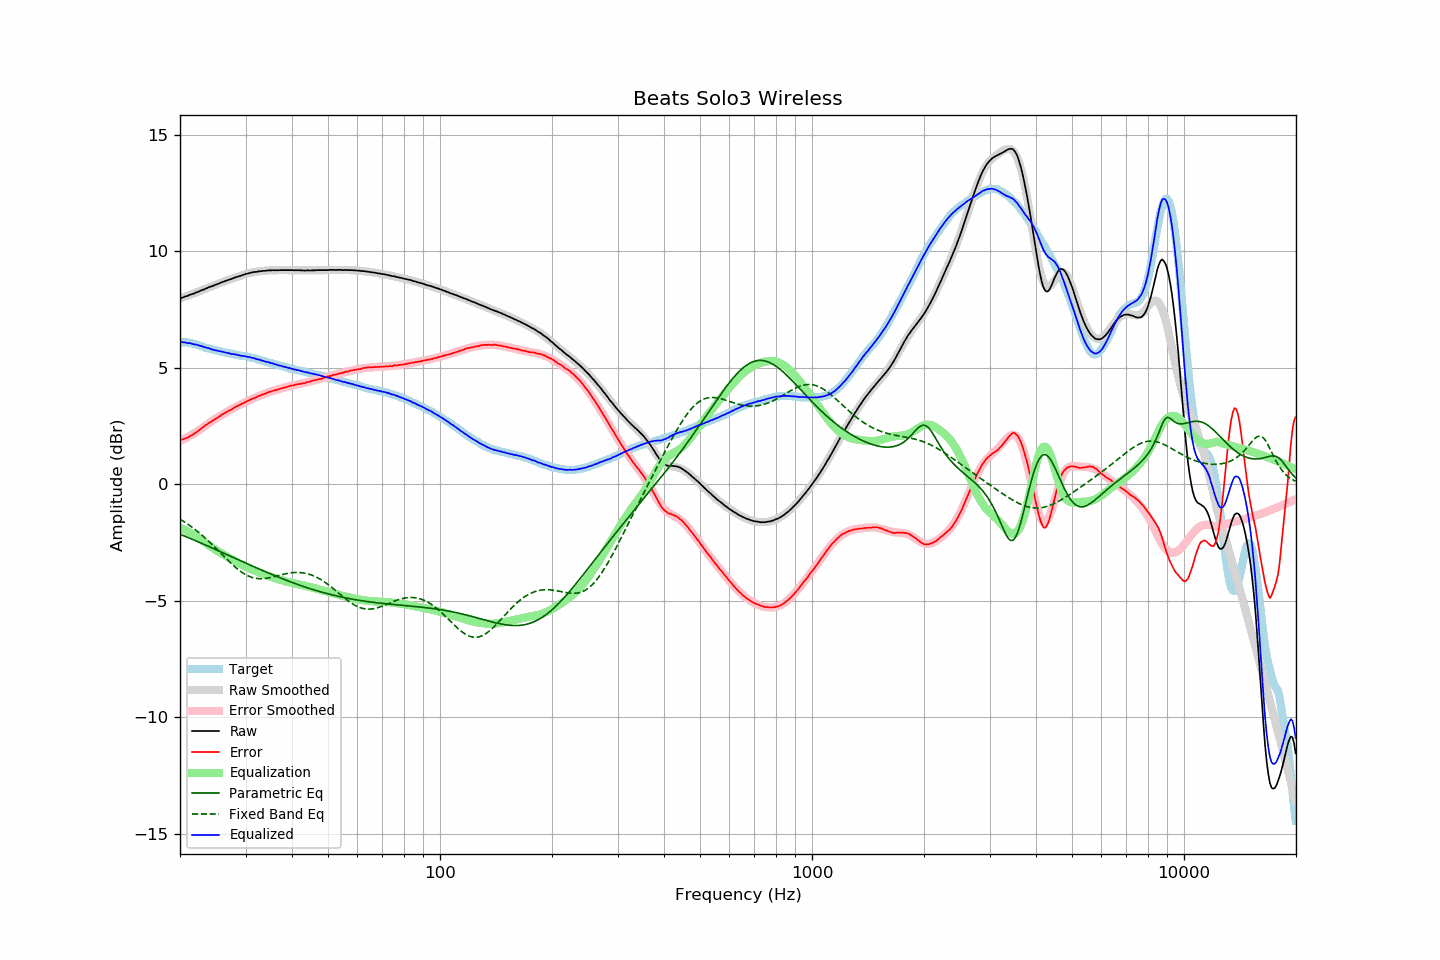 Beats Solo3 Wireless
15
10
5
0
−5
−10
−15
Amplitude (dBr)
Target
Raw Smoothed
Error Smoothed
Raw
Error
Equalization
Parametric Eq
Fixed Band Eq
Equalized
100
1000
10000
Frequency (Hz)